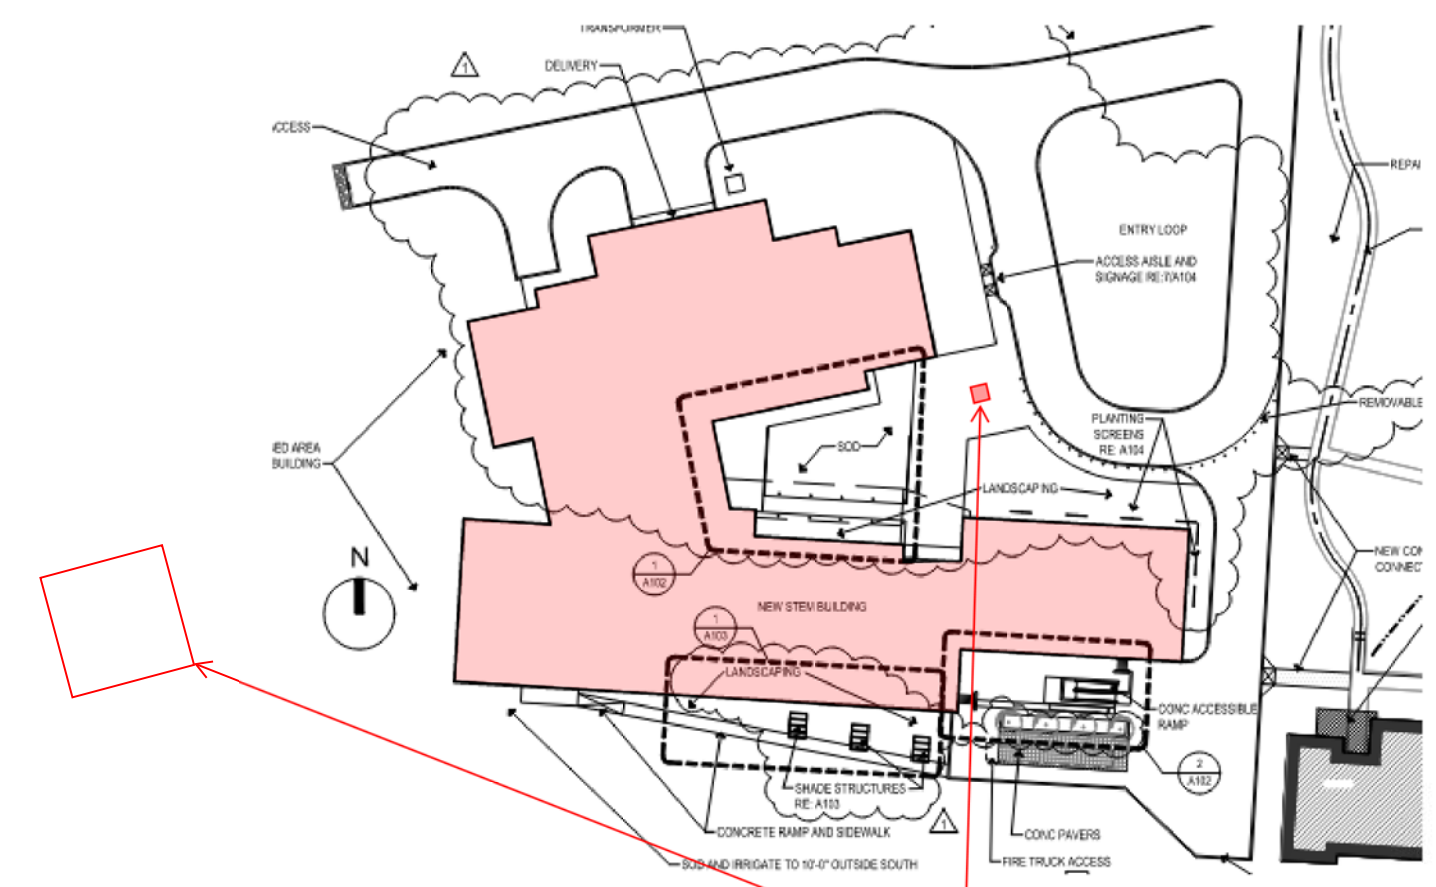 TRANSFORMER
1
DELIVERY
CCESS
REPAI
ENTRY LOOP
ACCESS AISLE AND
SIGNAGE RE:7/A104
REMOVABLE
PLANTING
SCREENS
RE: A104
SOD
LANDSCAPING
ED AREA
BUILDING
N
1
A102
NEW CON
CONNEC
NEW STEM BUILDING
1
A103
LANDSCAPING
CONC ACCESSIBLE
RAMP
2
A102
SHADE STRUCTURES
RE: A103
1
CONCRETE RAMP AND SIDEWALK
CONC PAVERS
SOD AND IRRIGATE TO 10'-0" OUTSIDE SOUTH
FIRE TRUCK ACCESS